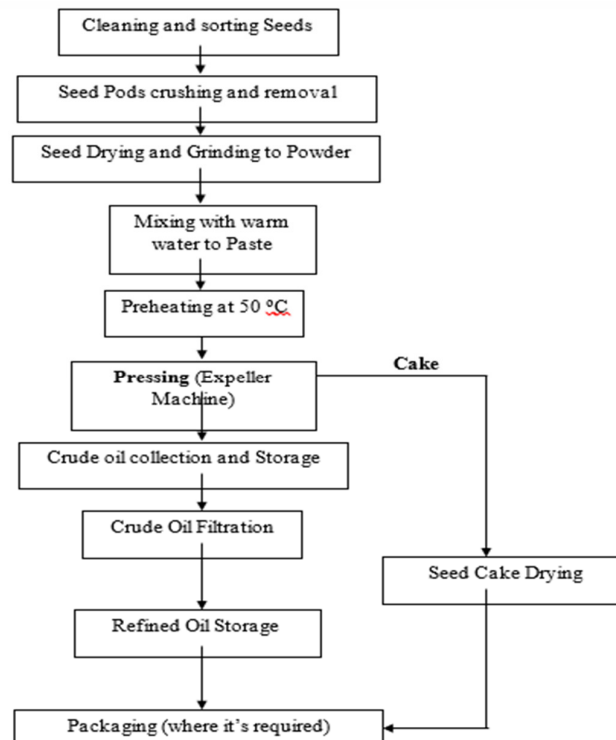 Cleaning and sorting Seeds
Seed Pods crushing and removal
Seed Drying and Grinding to Powder
Mixing with warm
water to Paste
Preheating at 50 °C
Pressing (Expeller
Machine)
Cake
Crude oil collection and Storage
Crude Oil Filtration
Seed Cake Drying
Refined Oil Storage
Packaging (where it’s required)